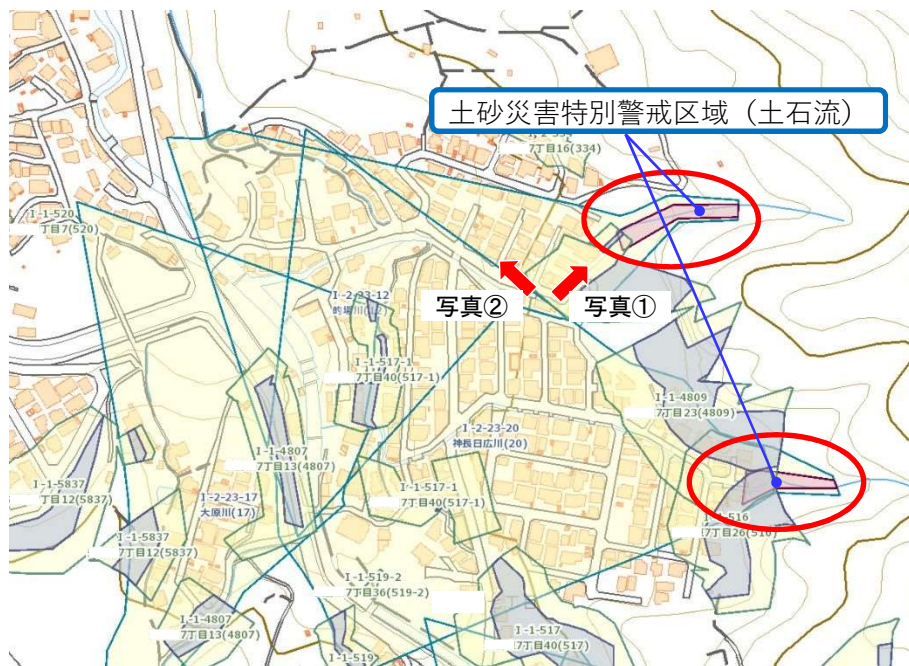 土砂災害特別警戒区域（土石流）
7丁目16(334)
I-1-520
丁目7(520)
写真②
写真①
I-2-23-12
的場川(12)
I-1-517-1
7丁目40(517-1)
I-1-4809
7丁目23(4809)
I-2-23-20
神長日広川(20)
I-1-4807
7丁目13(4807)
I-1-5837
丁目12(5837)
I-2-23-17
大原川(17)
I-1-517-1
7丁目40(517-1)
-516
7丁目26(516)
I-1-5837
7丁目12(5837)
I-1-519-2
7丁目36(519-2)
I-1-4807
7丁目13(4807)
I-1-517
7丁目40(517)
I-1-519